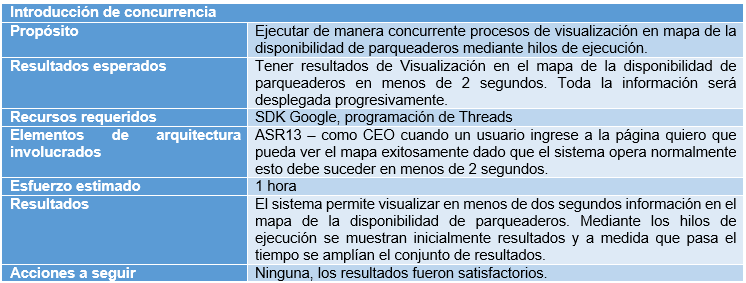 Introducción de concurrencia
Propósito
Ejecutar de manera concurrente procesos de visualización en mapa de la
disponibilidad de parqueaderos mediante hilos de ejecución.
Resultados esperados
Tener resultados de Visualización en el mapa de la disponibilidad de
parqueaderos en menos de 2 segundos. Toda la información será
desplegada progresivamente.
Recursos requeridos
SDK Google, programación de Threads
Elementos de arquitectura
involucrados
ASR13 – como CEO cuando un usuario ingrese a la página quiero que
pueda ver el mapa exitosamente dado que el sistema opera normalmente
esto debe suceder en menos de 2 segundos.
Esfuerzo estimado
1 hora
Resultados
El sistema permite visualizar en menos de dos segundos información en el
mapa de la disponibilidad de parqueaderos. Mediante los hilos de
ejecución se muestran inicialmente resultados y a medida que pasa el
tiempo se amplían el conjunto de resultados.
Acciones a seguir
Ninguna, los resultados fueron satisfactorios.